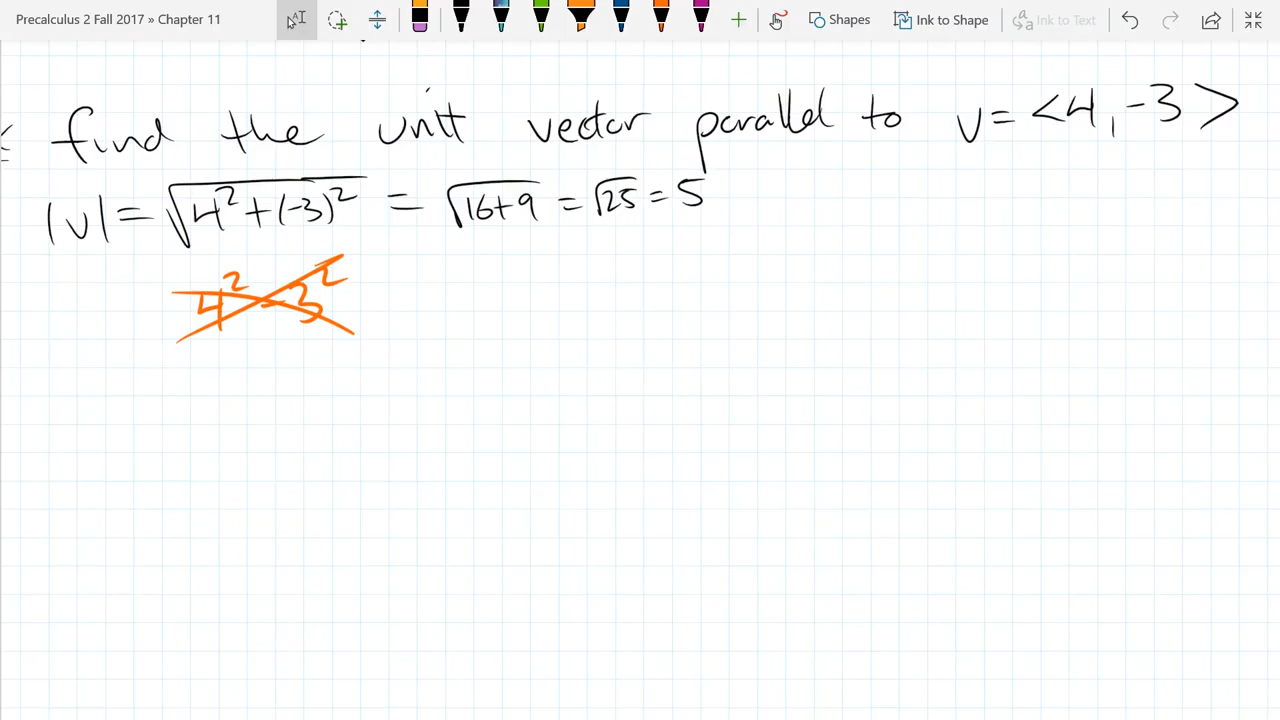 Precalculus 2 Fall 2017 » Chapter 11
Shapes Ink to Shape Ink to Text
find the unit vector parallel to v = <4, -3>
|v| = √4² + (-3)² = √16+9 = √25 = 5
4² - 3²